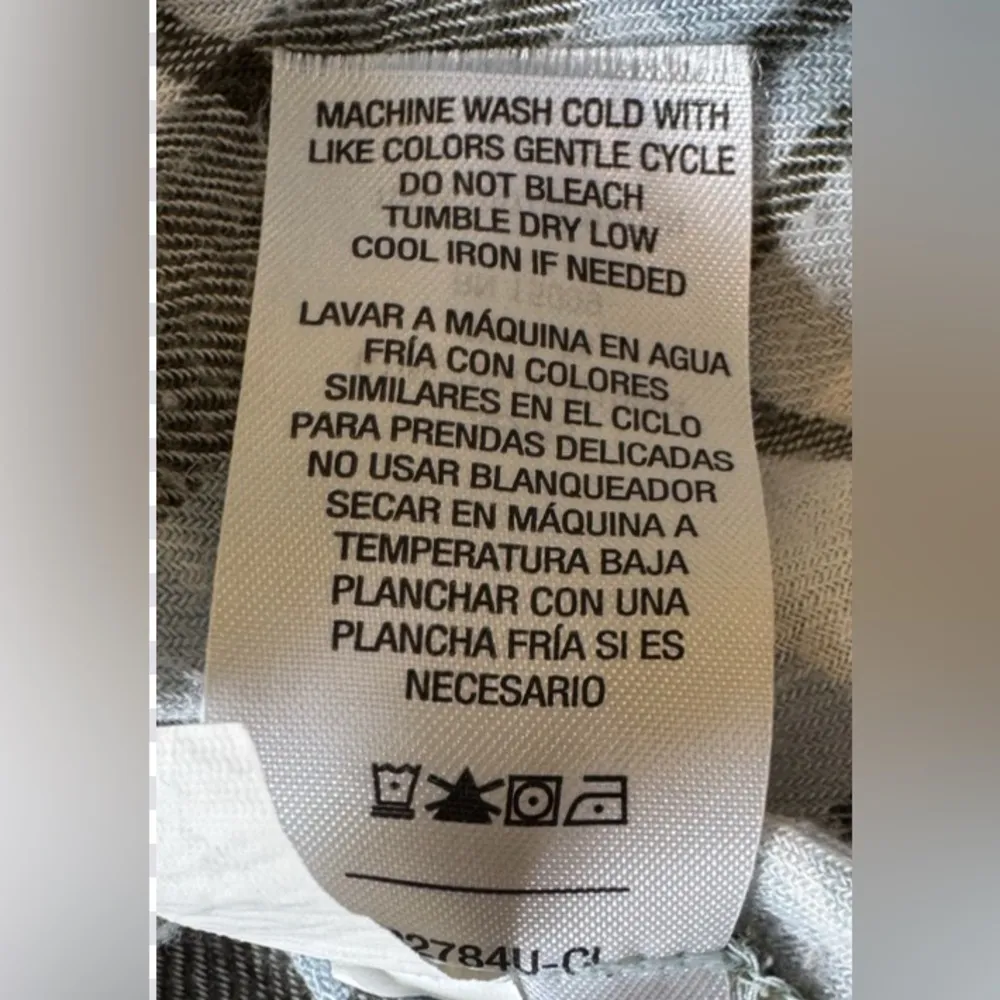 MACHINE WASH COLD WITH
LIKE COLORS GENTLE CYCLE
DO NOT BLEACH
TUMBLE DRY LOW
COOL IRON IF NEEDED
LAVAR A MÁQUINA EN AGUA
FRÍA CON COLORES
SIMILARES EN EL CICLO
PARA PRENDAS DELICADAS
NO USAR BLANQUEADOR
SECAR EN MÁQUINA A
TEMPERATURA BAJA
PLANCHAR CON UNA
PLANCHA FRÍA SI ES
NECESARIO